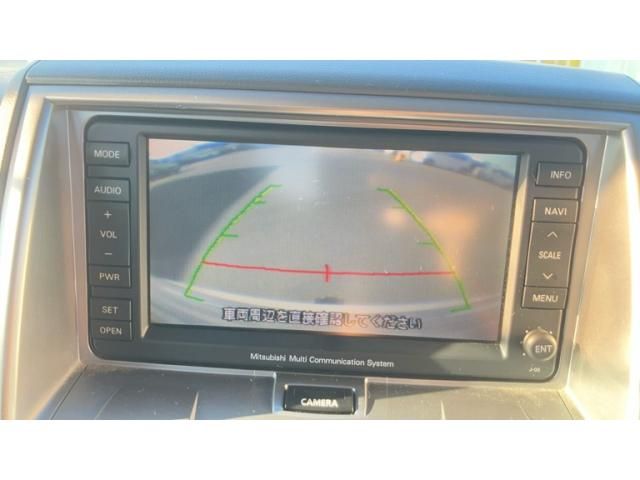 MODE
AUDIO
+
VOL
−
PWR
SET
OPEN
車両周辺を直接確認してください
INFO
NAVI
SCALE
MENU
ENT
J-05
Mitsubishi Multi Communication System
CAMERA